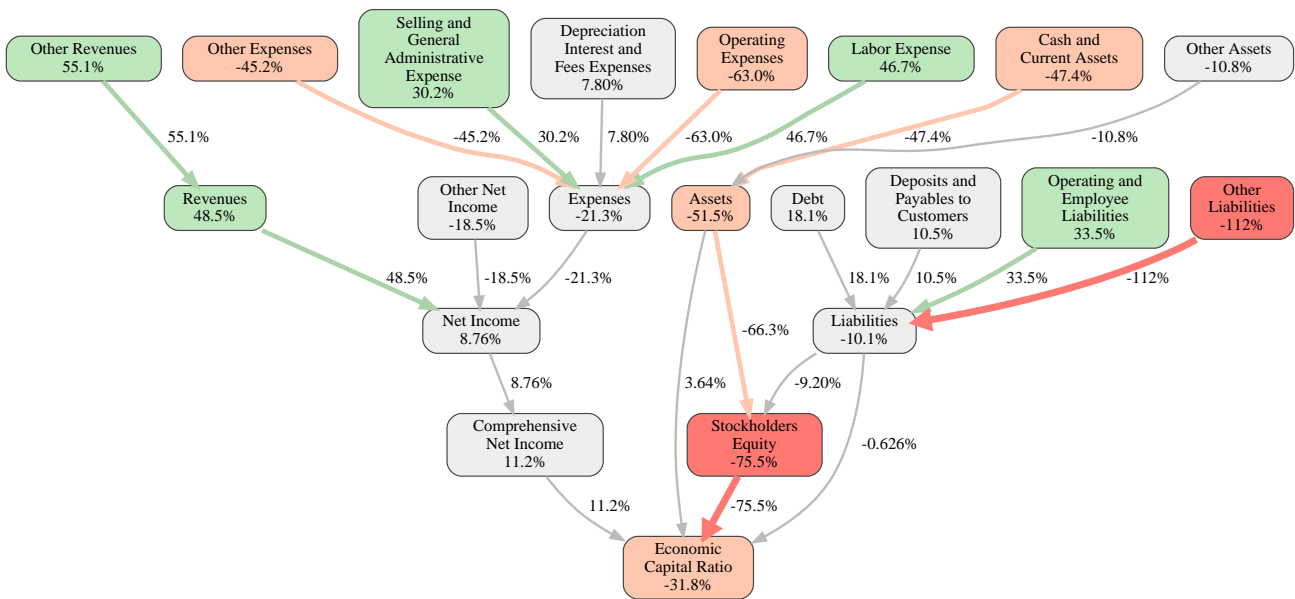 Other Revenues
55.1%
Other Expenses
-45.2%
Selling and
General
Administrative
Expense
30.2%
Depreciation
Interest and
Fees Expenses
7.80%
Operating
Expenses
-63.0%
Labor Expense
46.7%
Cash and
Current Assets
-47.4%
Other Assets
-10.8%
55.1%
-45.2%
30.2%
7.80%
-63.0%
46.7%
-47.4%
-10.8%
Revenues
48.5%
Other Net
Income
-18.5%
Expenses
-21.3%
Assets
-51.5%
Debt
18.1%
Deposits and
Payables to
Customers
10.5%
Operating and
Employee
Liabilities
33.5%
Other
Liabilities
-112%
48.5%
-18.5%
-21.3%
18.1%
10.5%
33.5%
-112%
Net Income
8.76%
-66.3%
Liabilities
-10.1%
8.76%
3.64%
-9.20%
Comprehensive
Net Income
11.2%
Stockholders
Equity
-75.5%
-0.626%
11.2%
-75.5%
Economic
Capital Ratio
-31.8%